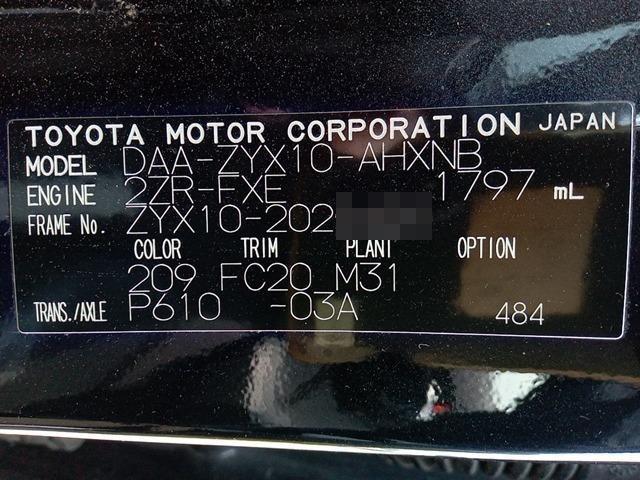 TOYOTA MOTOR CORPORATION JAPAN
MODEL DAA-ZYX10-AHXNB
ENGINE 2ZR-FXE 1797 mL
FRAME No. ZYX10-202
COLOR TRIM PLANT OPTION
209 FC20 M31
TRANS./AXLE P610 -03A 484